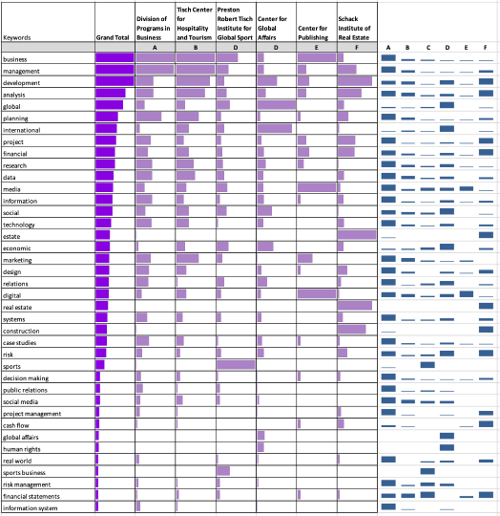 Keywords
Grand Total
Division of
Programs in
Business
Tisch Center
for
Hospitality
and Tourism
Preston
Robert Tisch
Institute for
Global Sport
Center for
Global
Affairs
Center for
Publishing
Schack
Institute of
Real Estate
A B D D E F A B C D E F
business
management
development
analysis
global
planning
international
project
financial
research
data
media
information
social
technology
estate
economic
marketing
design
relations
digital
real estate
systems
construction
case studies
risk
sports
decision making
public relations
social media
project management
cash flow
global affairs
human rights
real world
sports business
risk management
financial statements
information system